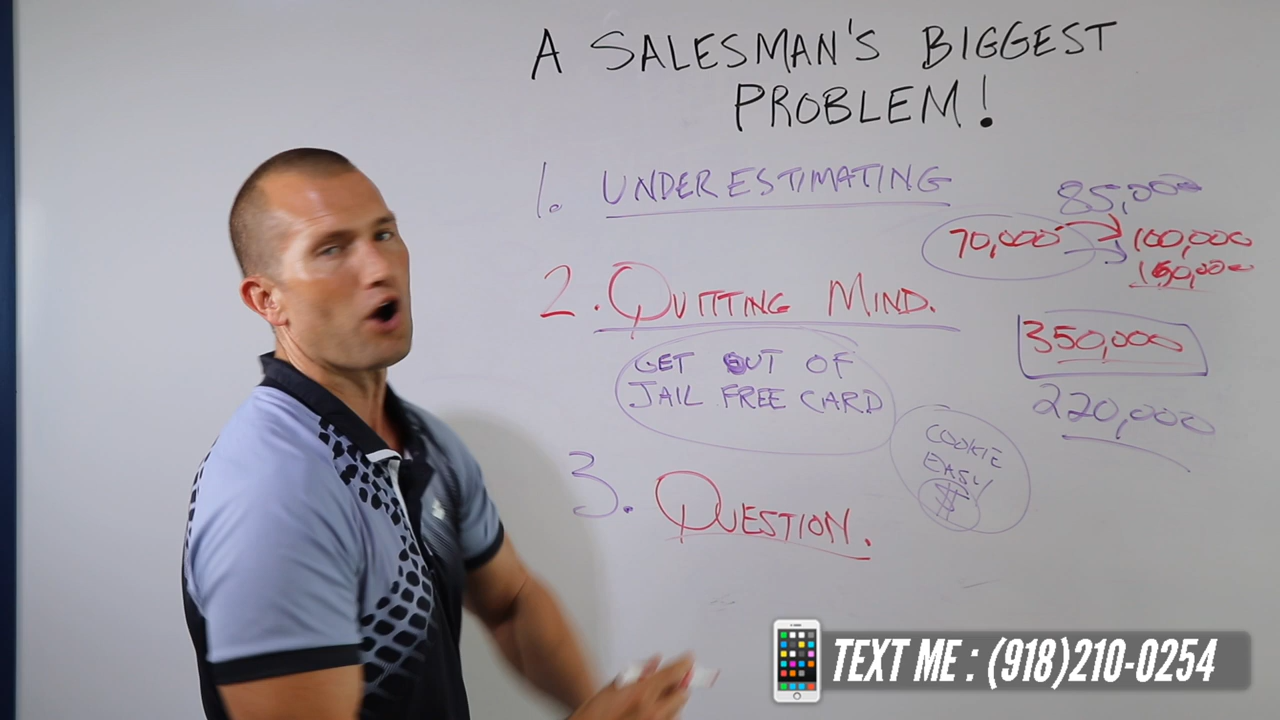 A SALESMAN'S BIGGEST
PROBLEM!
1. UNDERESTIMATING
85,000
70,000
100,000
150,000
2. QUITTING MIND.
350,000
GET OUT OF
JAIL FREE CARD
220,000
COOKIE
EASY
$
3. QUESTION.
TEXT ME : (918)210-0254